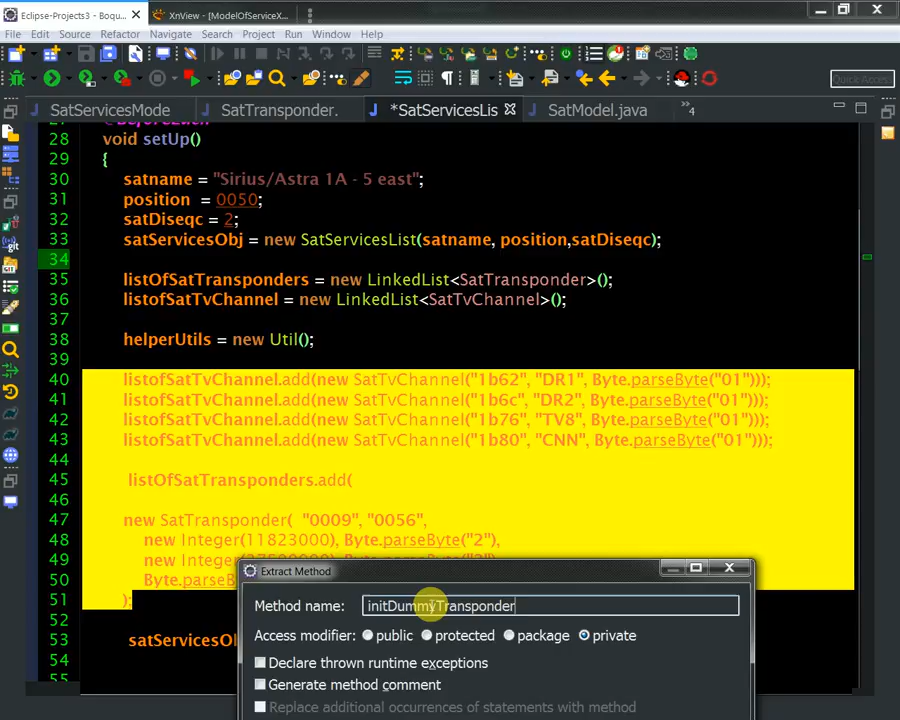 Eclipse-Projects3 - Boqu
XnView - [ModelOfServiceX...
File Edit Source Refactor Navigate Search Project Run Window Help
Quick Access
SatServicesMode
SatTransponder.
*SatServicesLis
SatModel.java
»4
28 void setUp()
29 {
30 satname = "Sirius/Astra 1A - 5 east";
31 position = 0050;
32 satDiseqc = 2;
33 satServicesObj = new SatServicesList(satname, position,satDiseqc);
34
35 listOfSatTransponders = new LinkedList<SatTransponder>();
36 listofSatTvChannel = new LinkedList<SatTvChannel>();
37
38 helperUtils = new Util();
39
40 listofSatTvChannel.add(new SatTvChannel("1b62", "DR1", Byte.parseByte("01")));
41 listofSatTvChannel.add(new SatTvChannel("1b6c", "DR2", Byte.parseByte("01")));
42 listofSatTvChannel.add(new SatTvChannel("1b76", "TV8", Byte.parseByte("01")));
43 listofSatTvChannel.add(new SatTvChannel("1b80", "CNN", Byte.parseByte("01")));
44
45 listOfSatTransponders.add(
46
47 new SatTransponder( "0009", "0056",
48 new Integer(11823000), Byte.parseByte("2"),
49 new Integer
50 Byte.parseB
51 );
52
53 satServicesO
54
55
Extract Method
Method name: initDummyTransponder
Access modifier: public protected package private
Declare thrown runtime exceptions
Generate method comment
Replace additional occurrences of statements with method